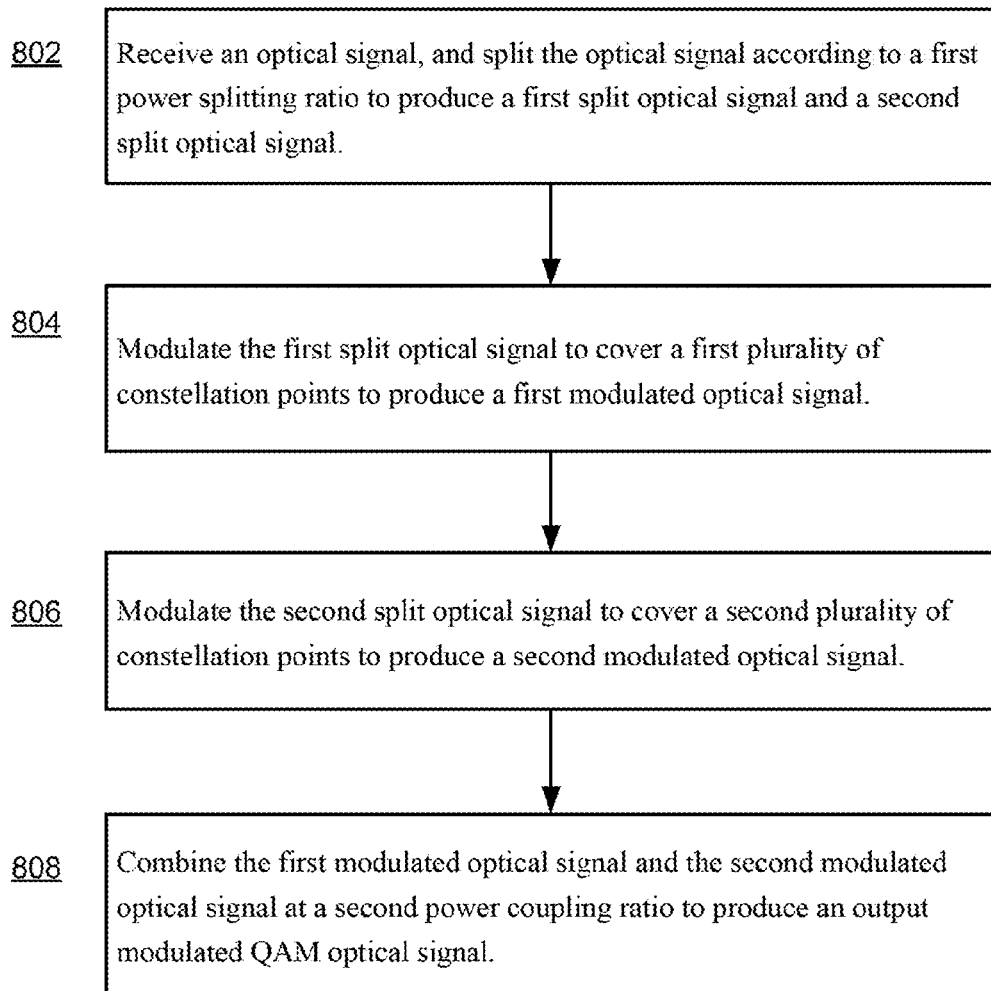 802
Receive an optical signal, and split the optical signal according to a first
power splitting ratio to produce a first split optical signal and a second
split optical signal.
804
Modulate the first split optical signal to cover a first plurality of
constellation points to produce a first modulated optical signal.
806
Modulate the second split optical signal to cover a second plurality of
constellation points to produce a second modulated optical signal.
808
Combine the first modulated optical signal and the second modulated
optical signal at a second power coupling ratio to produce an output
modulated QAM optical signal.